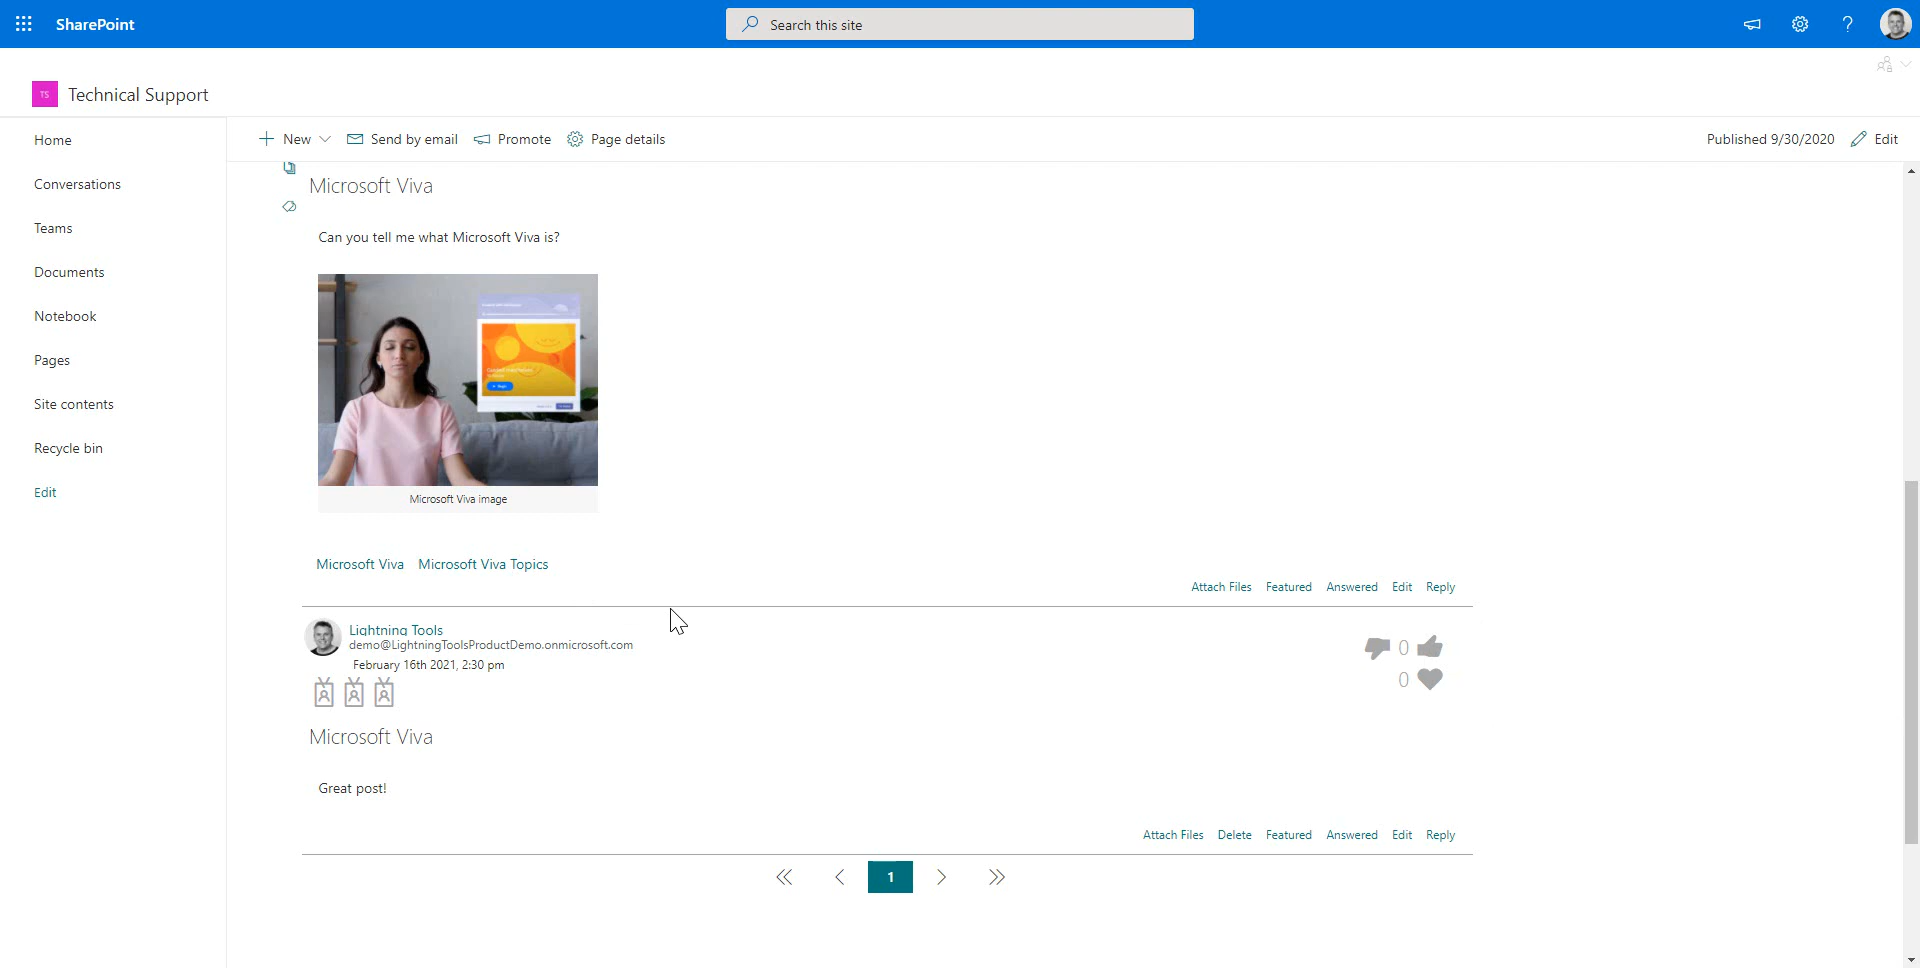 SharePoint
Search this site
?
TS
Technical Support
Home
Conversations
Teams
Documents
Notebook
Pages
Site contents
Recycle bin
Edit
New
Send by email
Promote
Page details
Published 9/30/2020
Edit
Microsoft Viva
Can you tell me what Microsoft Viva is?
Microsoft Viva image
Microsoft Viva
Microsoft Viva Topics
Attach Files
Featured
Answered
Edit
Reply
Lightning Tools
demo@LightningToolsProductDemo.onmicrosoft.com
February 16th 2021, 2:30 pm
0
0
Microsoft Viva
Great post!
Attach Files
Delete
Featured
Answered
Edit
Reply
1